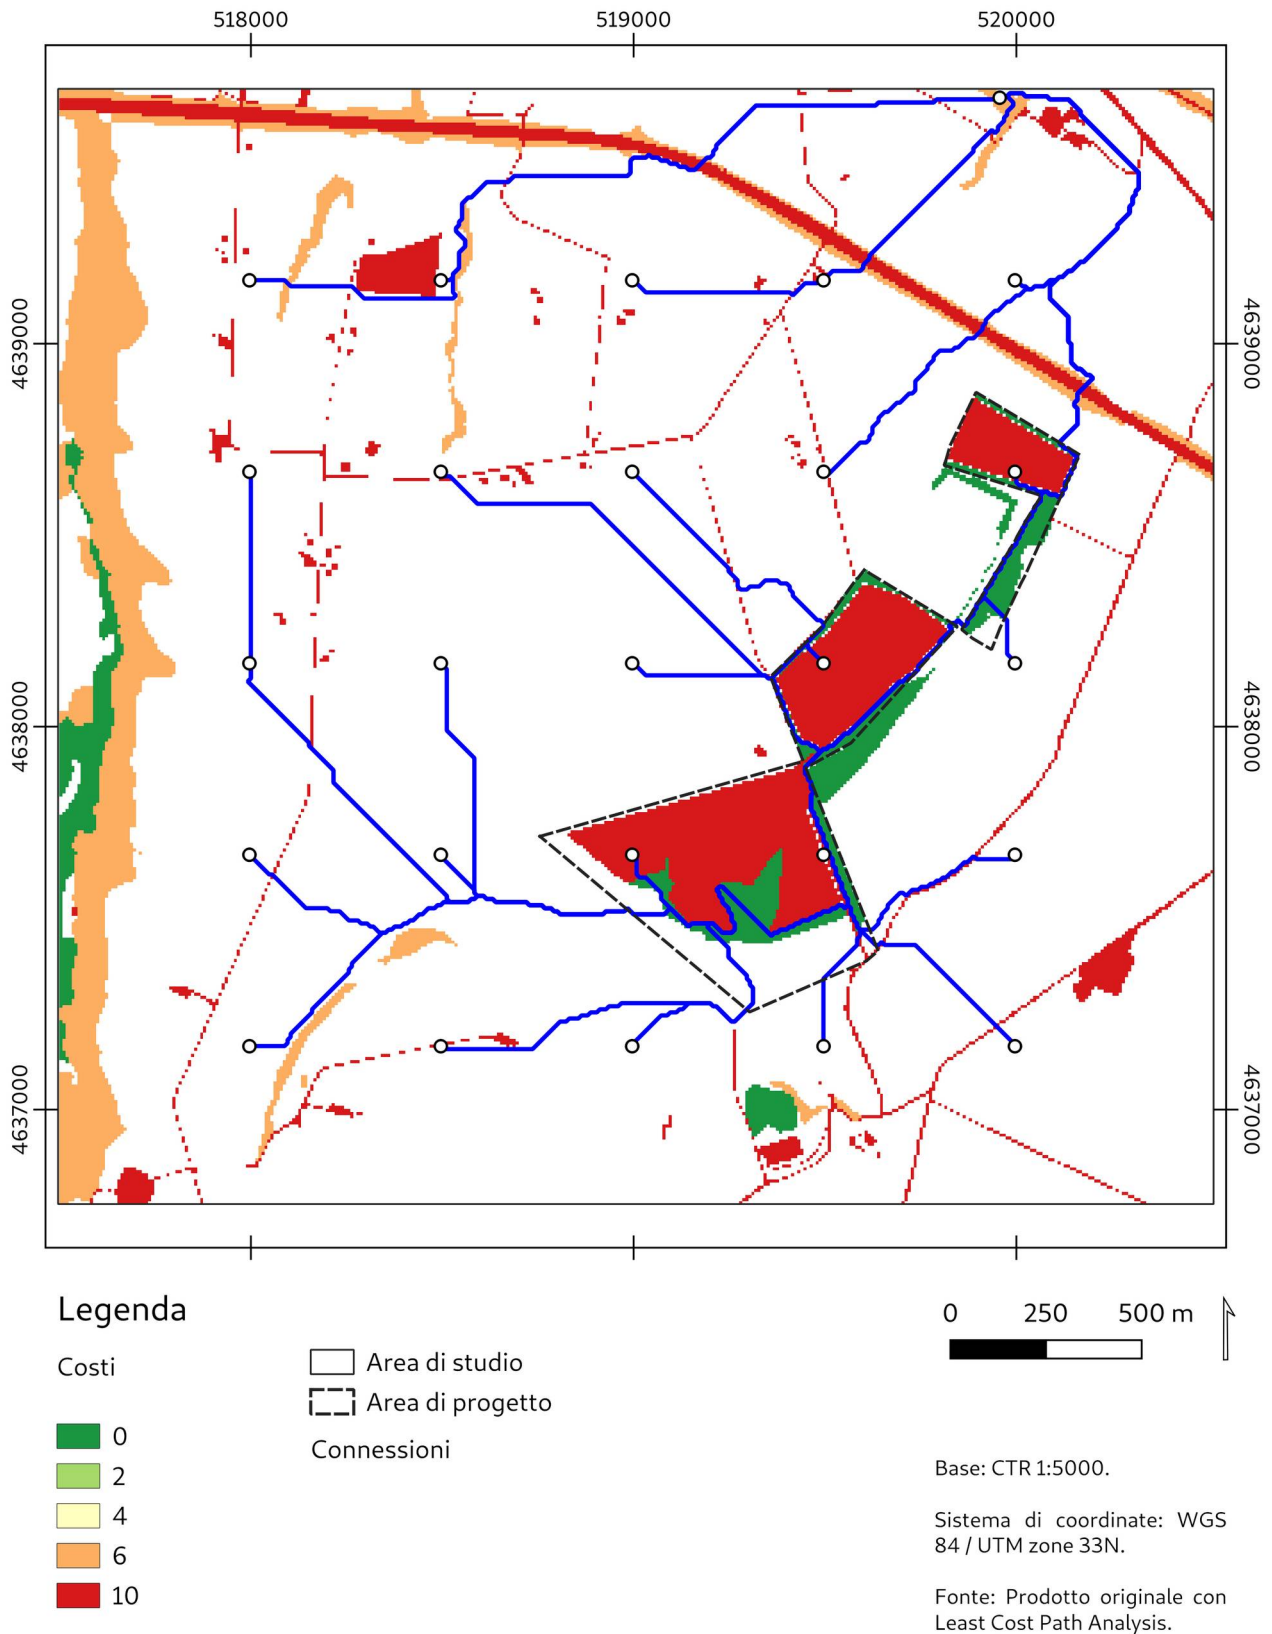 518000 519000 520000
4639000 4639000
4638000 4638000
4637000 4637000
Legenda
Costi
0
2
4
6
10
Area di studio
Area di progetto
Connessioni
0 250 500 m
Base: CTR 1:5000.
Sistema di coordinate: WGS
84 / UTM zone 33N.
Fonte: Prodotto originale con
Least Cost Path Analysis.